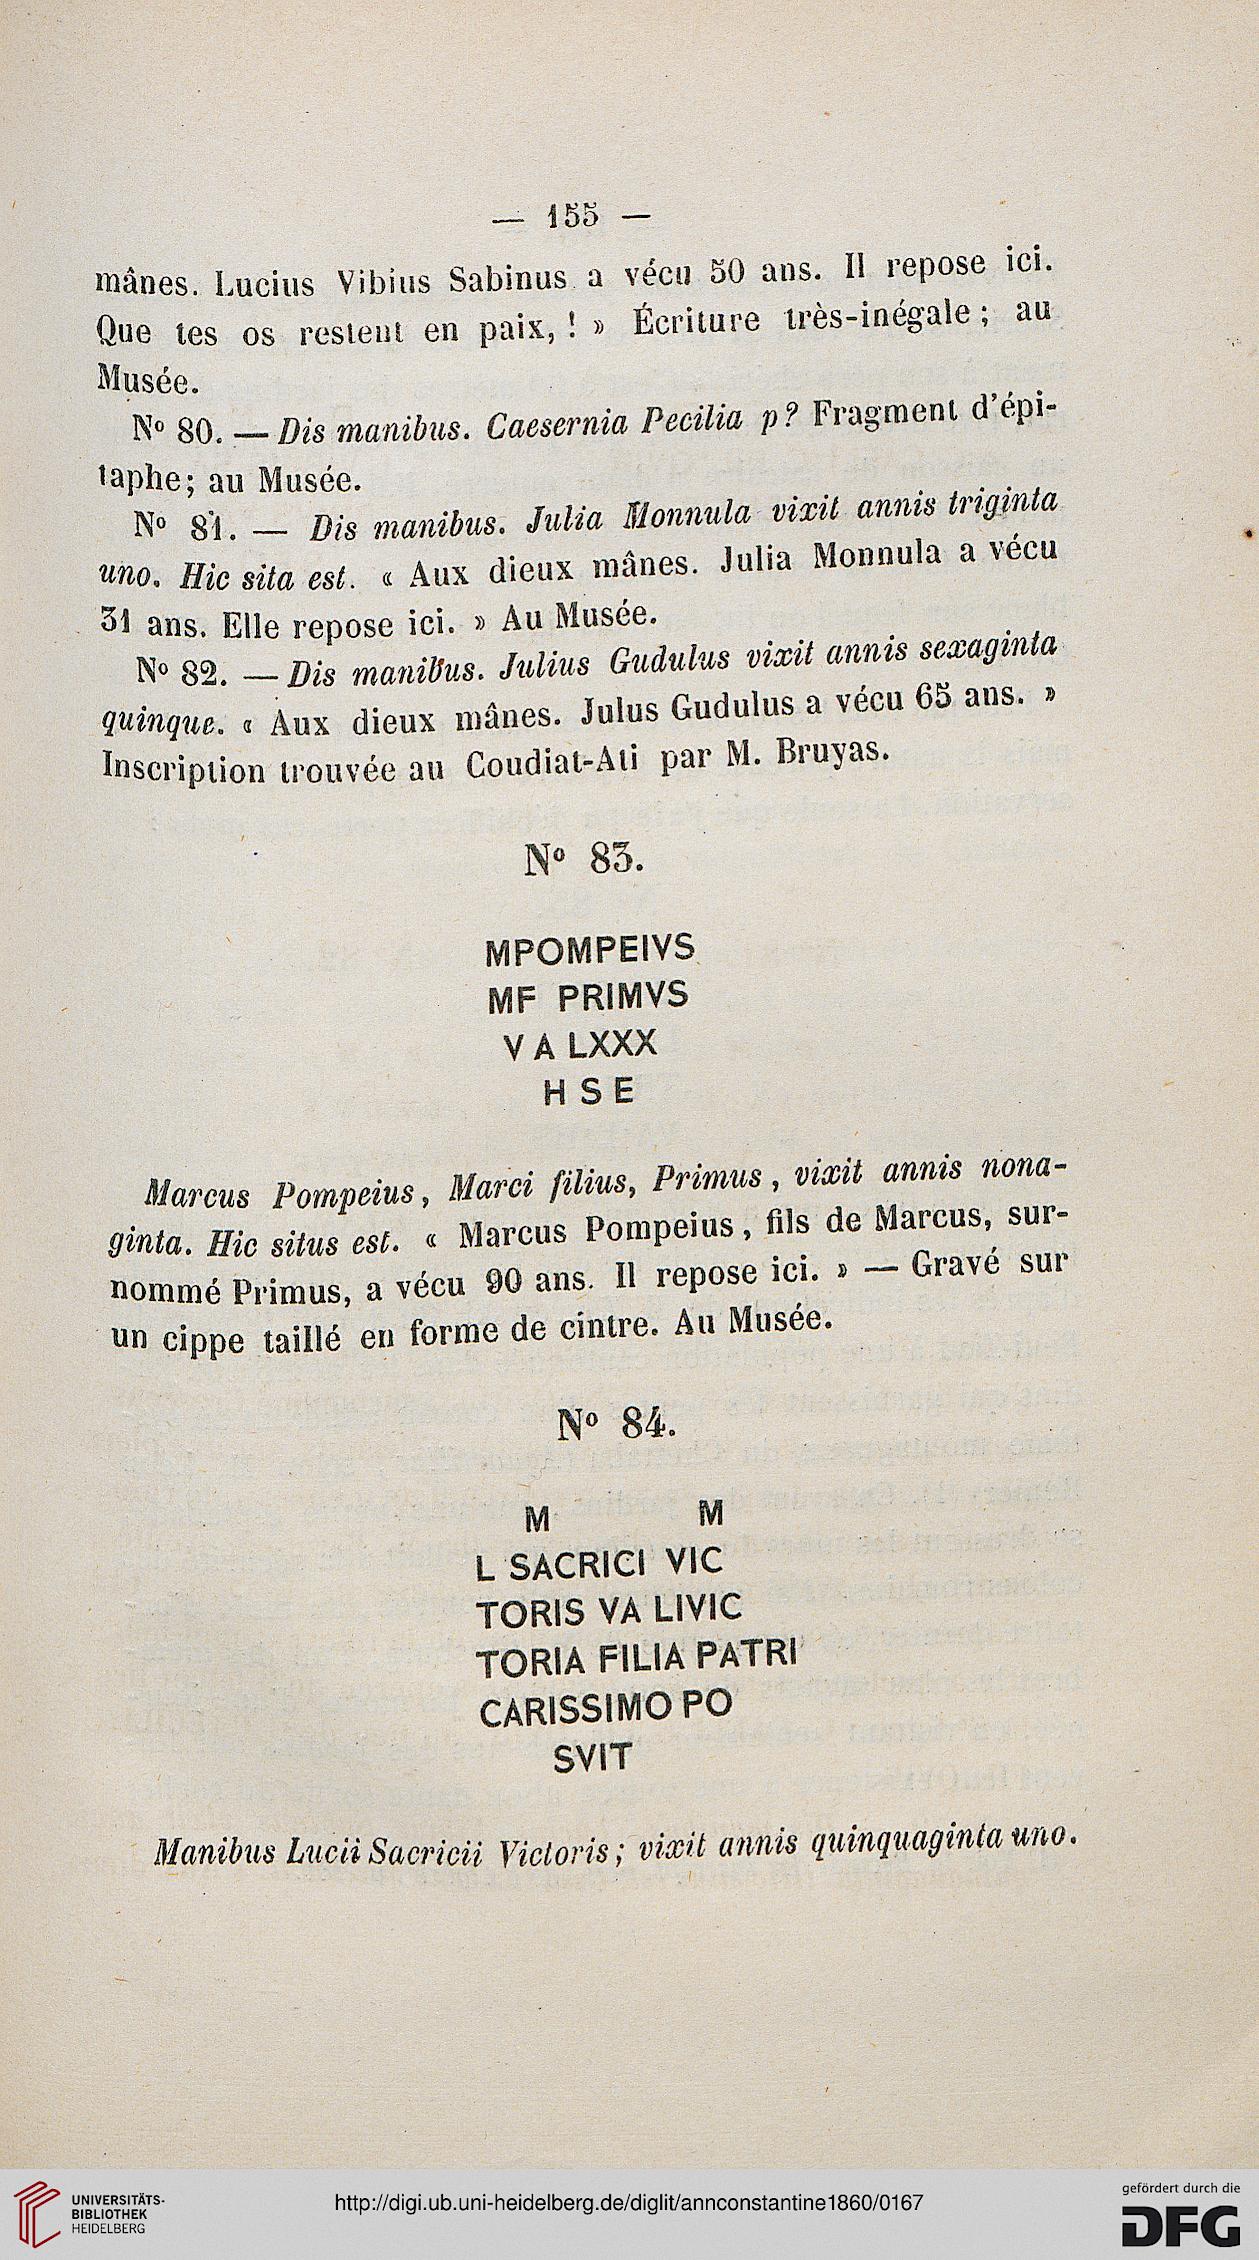 — 155 —
mânes. Lucius Vibius Sabinus a vécu 50 ans. Il repose ici.
Que tes os restent en paix, ! » Écriture très-inégale ; au
Musée.
N° 80. — Dis manibus. Caesernia Pecilia p ? Fragment d'épi-
taphe; au Musée.
N° 81. — Dis manibus. Julia Monnula vixit annis triginta
uno. Hic sita est. « Aux dieux mânes. Julia Monnula a vécu
31 ans. Elle repose ici. » Au Musée.
N° 82. — Dis manibus. Julius Gudulus vixit annis sexaginta
quinque. « Aux dieux mânes. Julus Gudulus a vécu 65 ans. »
Inscription trouvée au Coudiat-Ati par M. Bruyas.
N° 83.
MPOMPEIVS
MF PRIMVS
V A LXXX
H S E
Marcus Pompeius, Marci filius, Primus, vixit annis nona-
ginta. Hic situs est. « Marcus Pompeius, fils de Marcus, sur-
nommé Primus, a vécu 90 ans. Il repose ici. » — Gravé sur
un cippe taillé en forme de cintre. Au Musée.
N° 84.
M M
L SACRICI VIC
TORIS VA LIVIC
TORIA FILIA PATRI
CARISSIMO PO
SVIT
Manibus Lucii Sacricii Victoris; vixit annis quinquaginta uno.
UNIVERSITÄTS-
BIBLIOTHEK
HEIDELBERG
http://digi.ub.uni-heidelberg.de/diglit/annconstantine1860/0167
gefördert durch die
DFG